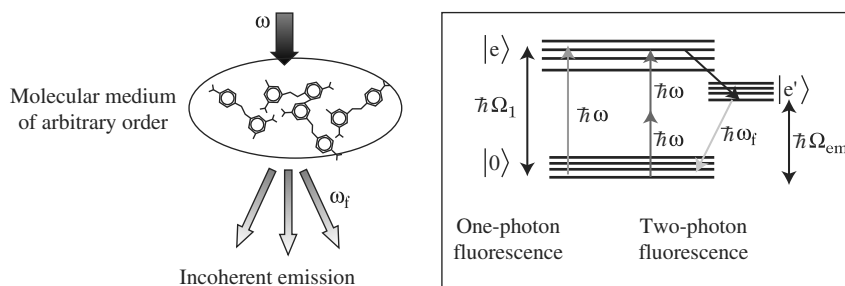 ω
Molecular medium
of arbitrary order
ω_f
Incoherent emission
|e⟩
|e'⟩
ħΩ₁
ħω
ħω
ħω
ħω_f
ħΩ_em
|0⟩
One-photon
fluorescence
Two-photon
fluorescence